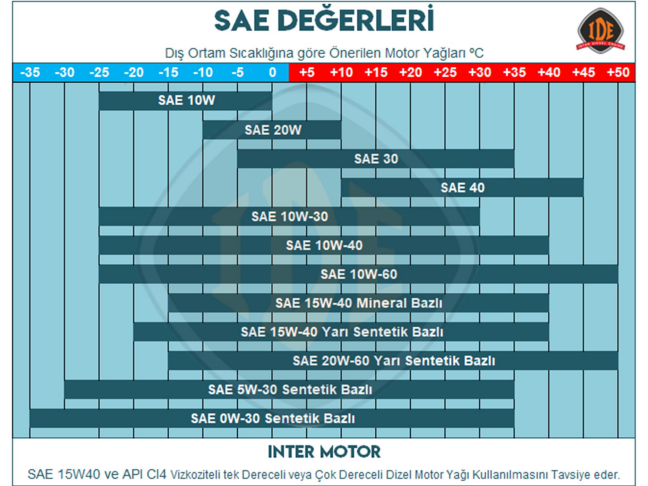 SAE DEĞERLERİ
IDE
Dış Ortam Sıcaklığına göre Önerilen Motor Yağları ºC
-35 -30 -25 -20 -15 -10 -5 0 +5 +10 +15 +20 +25 +30 +35 +40 +45 +50
SAE 10W
SAE 20W
SAE 30
SAE 40
SAE 10W-30
SAE 10W-40
SAE 10W-60
SAE 15W-40 Mineral Bazlı
SAE 15W-40 Yarı Sentetik Bazlı
SAE 20W-60 Yarı Sentetik Bazlı
SAE 5W-30 Sentetik Bazlı
SAE 0W-30 Sentetik Bazlı
IDE
INTER MOTOR
SAE 15W40 ve API CI4 Vizkoziteli tek Dereceli veya Çok Dereceli Dizel Motor Yağı Kullanılmasını Tavsiye eder.